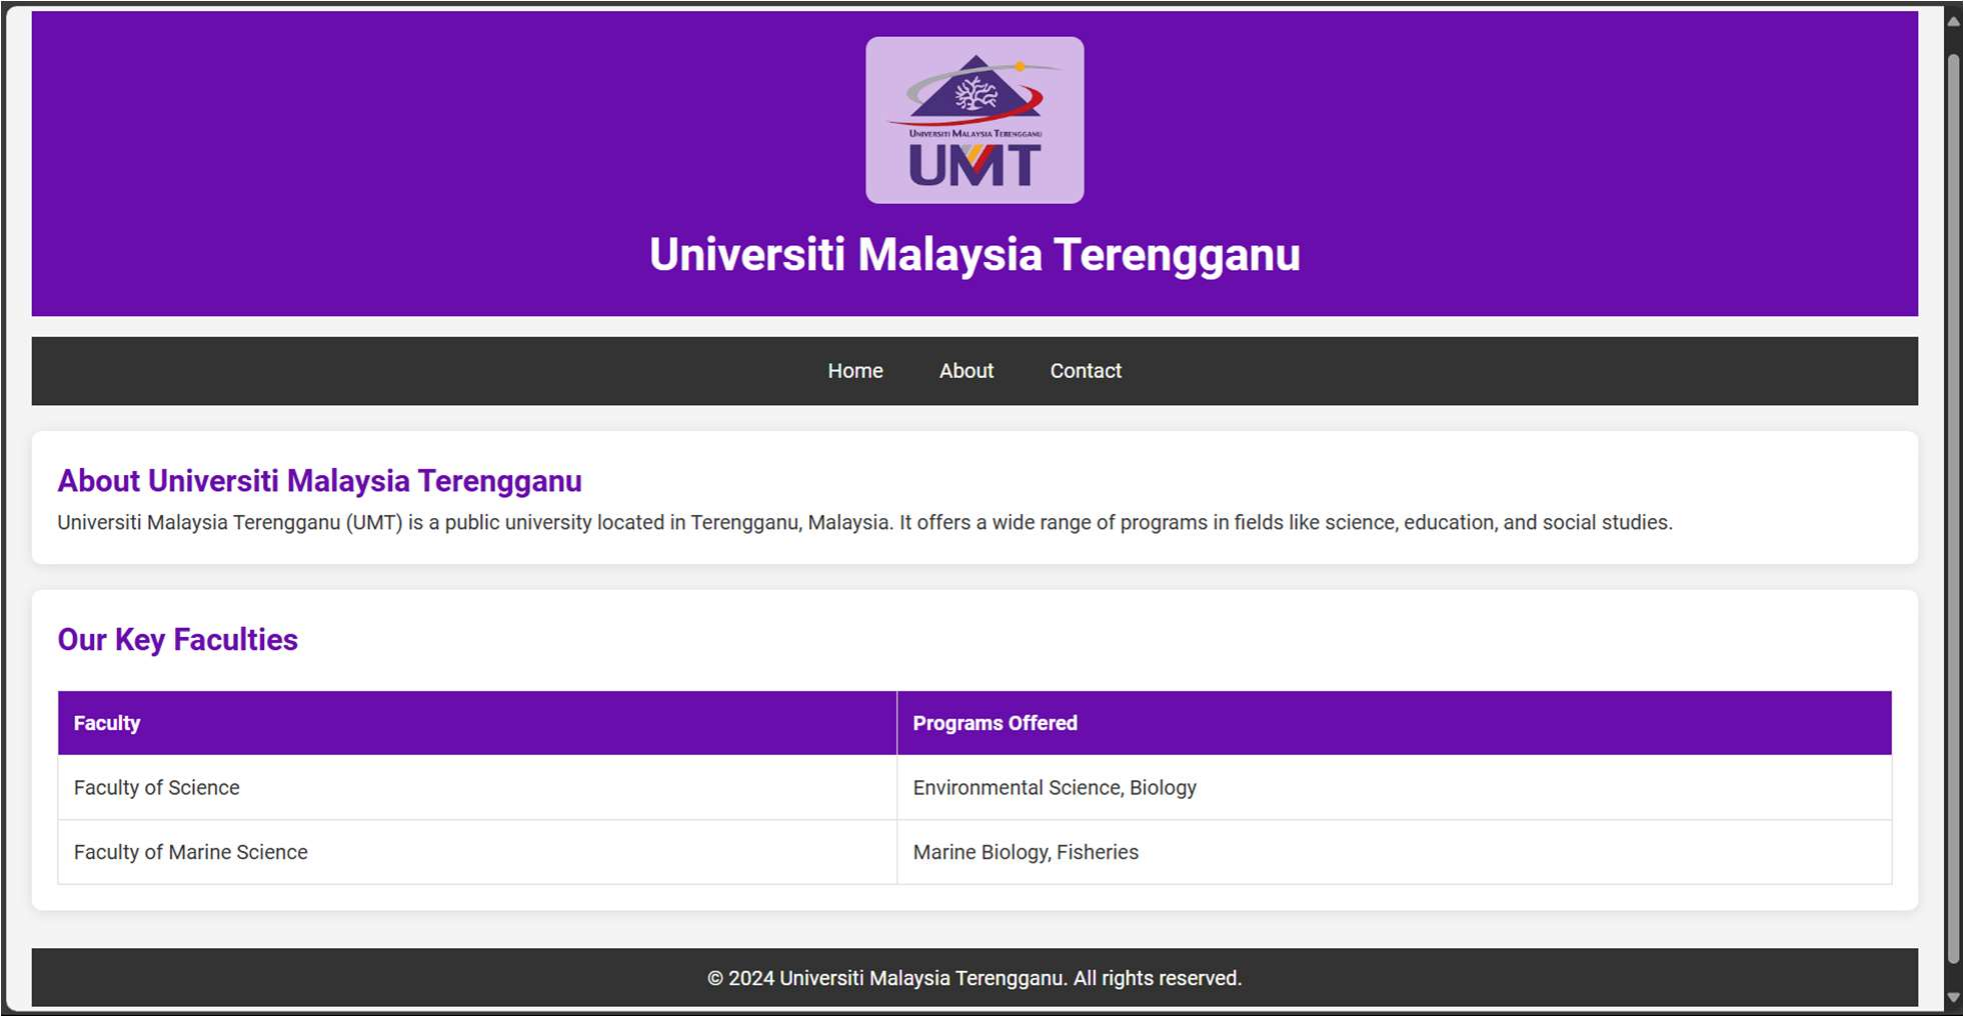 UNIVERSITI MALAYSIA TERENGGANU
UMT
Universiti Malaysia Terengganu
Home About Contact
About Universiti Malaysia Terengganu
Universiti Malaysia Terengganu (UMT) is a public university located in Terengganu, Malaysia. It offers a wide range of programs in fields like science, education, and social studies.
Our Key Faculties
Faculty Programs Offered
Faculty of Science Environmental Science, Biology
Faculty of Marine Science Marine Biology, Fisheries
© 2024 Universiti Malaysia Terengganu. All rights reserved.